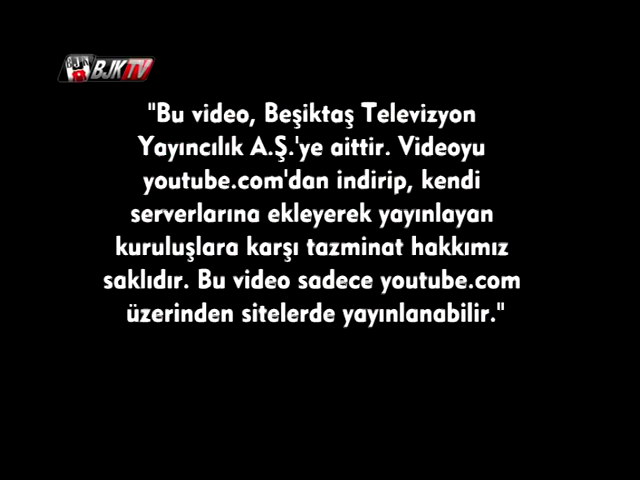 BJK
BJKTV
"Bu video, Beşiktaş Televizyon
Yayıncılık A.Ş.'ye aittir. Videoyu
youtube.com'dan indirip, kendi
serverlarına ekleyerek yayınlayan
kuruluşlara karşı tazminat hakkımız
saklıdır. Bu video sadece youtube.com
üzerinden sitelerde yayınlanabilir."